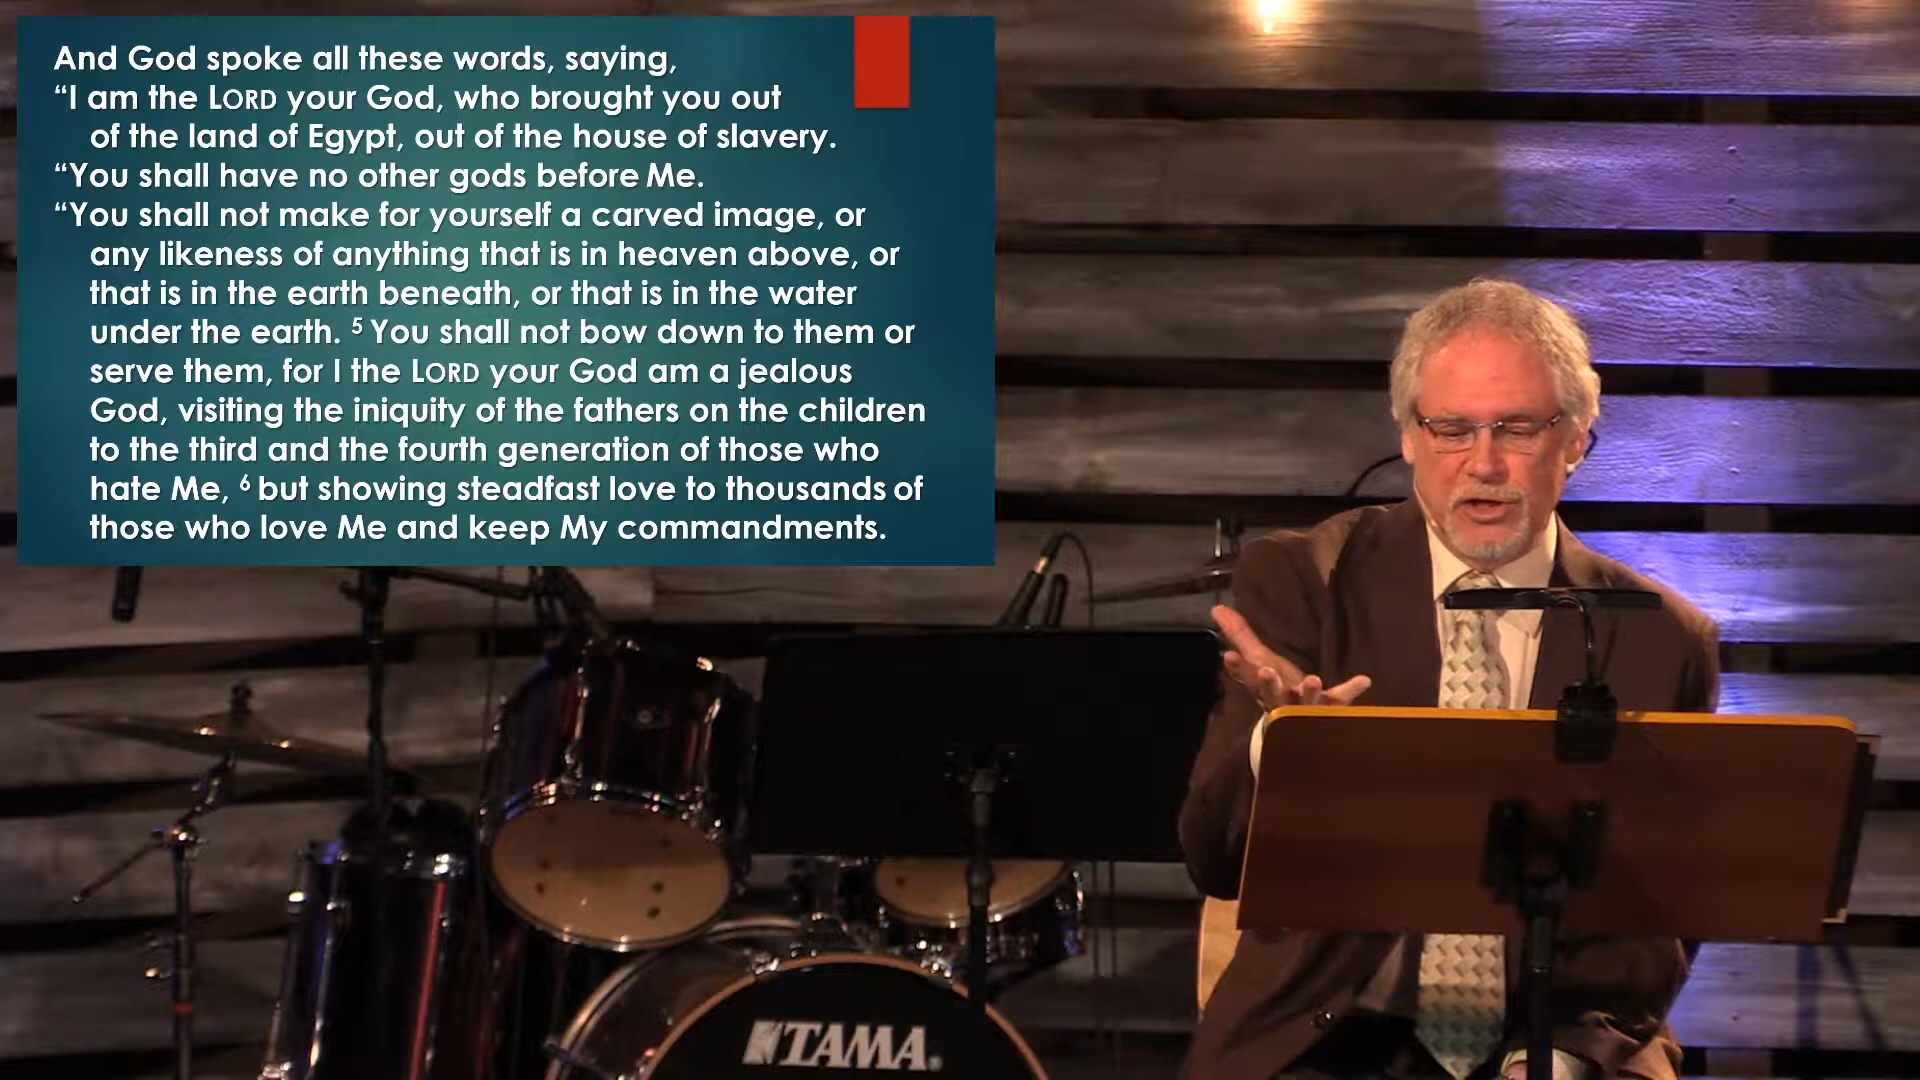 And God spoke all these words, saying,
“I am the LORD your God, who brought you out
of the land of Egypt, out of the house of slavery.
“You shall have no other gods before Me.
“You shall not make for yourself a carved image, or
any likeness of anything that is in heaven above, or
that is in the earth beneath, or that is in the water
under the earth. ⁵ You shall not bow down to them or
serve them, for I the LORD your God am a jealous
God, visiting the iniquity of the fathers on the children
to the third and the fourth generation of those who
hate Me, ⁶ but showing steadfast love to thousands of
those who love Me and keep My commandments.
TAMA.